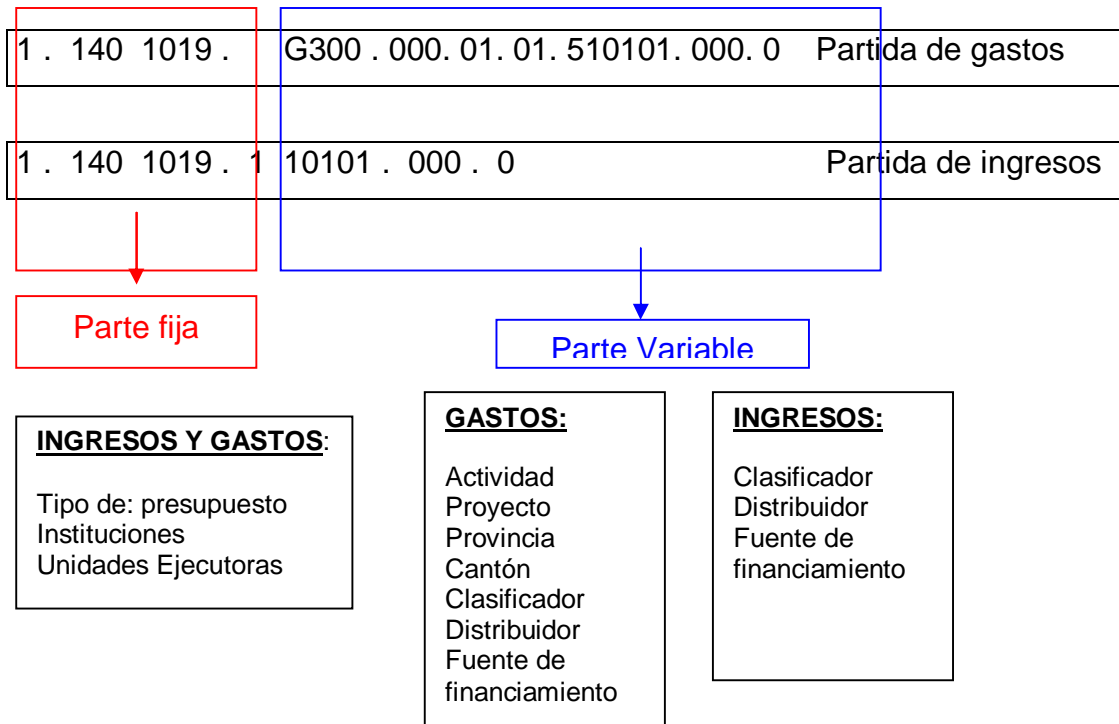 1 .  140  1019 .      G300 . 000. 01. 01. 510101. 000. 0    Partida de gastos
1 .  140  1019 .  1  10101 .  000 .  0    Partida de ingresos
Parte fija
Parte Variable
INGRESOS Y GASTOS:
Tipo de: presupuesto
Instituciones
Unidades Ejecutoras
GASTOS:
Actividad
Proyecto
Provincia
Cantón
Clasificador
Distribuidor
Fuente de
financiamiento
INGRESOS:
Clasificador
Distribuidor
Fuente de
financiamiento